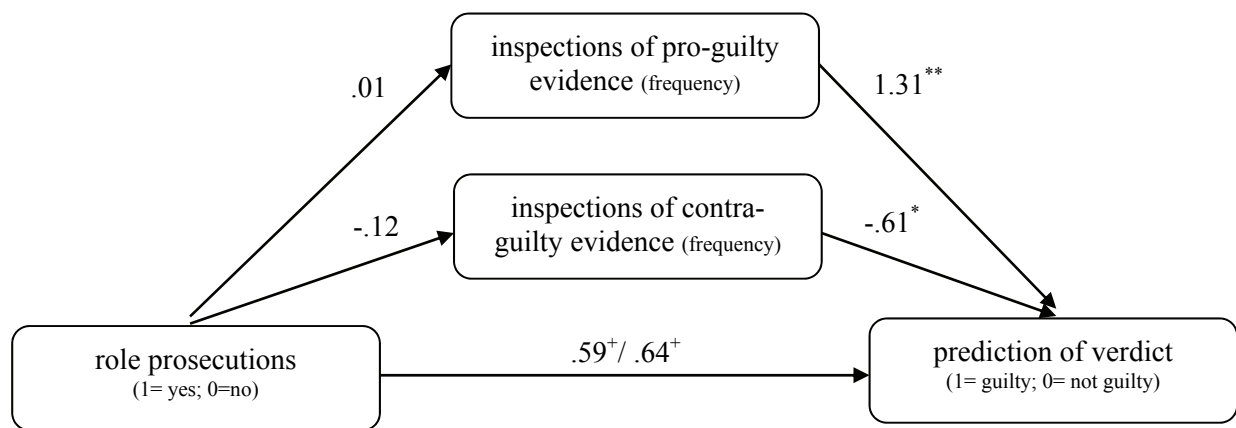 inspections of pro-guilty
evidence (frequency)
.01
1.31**
inspections of contra-
guilty evidence (frequency)
-.12
-.61*
role prosecutions
(1= yes; 0=no)
.59+/ .64+
prediction of verdict
(1= guilty; 0= not guilty)